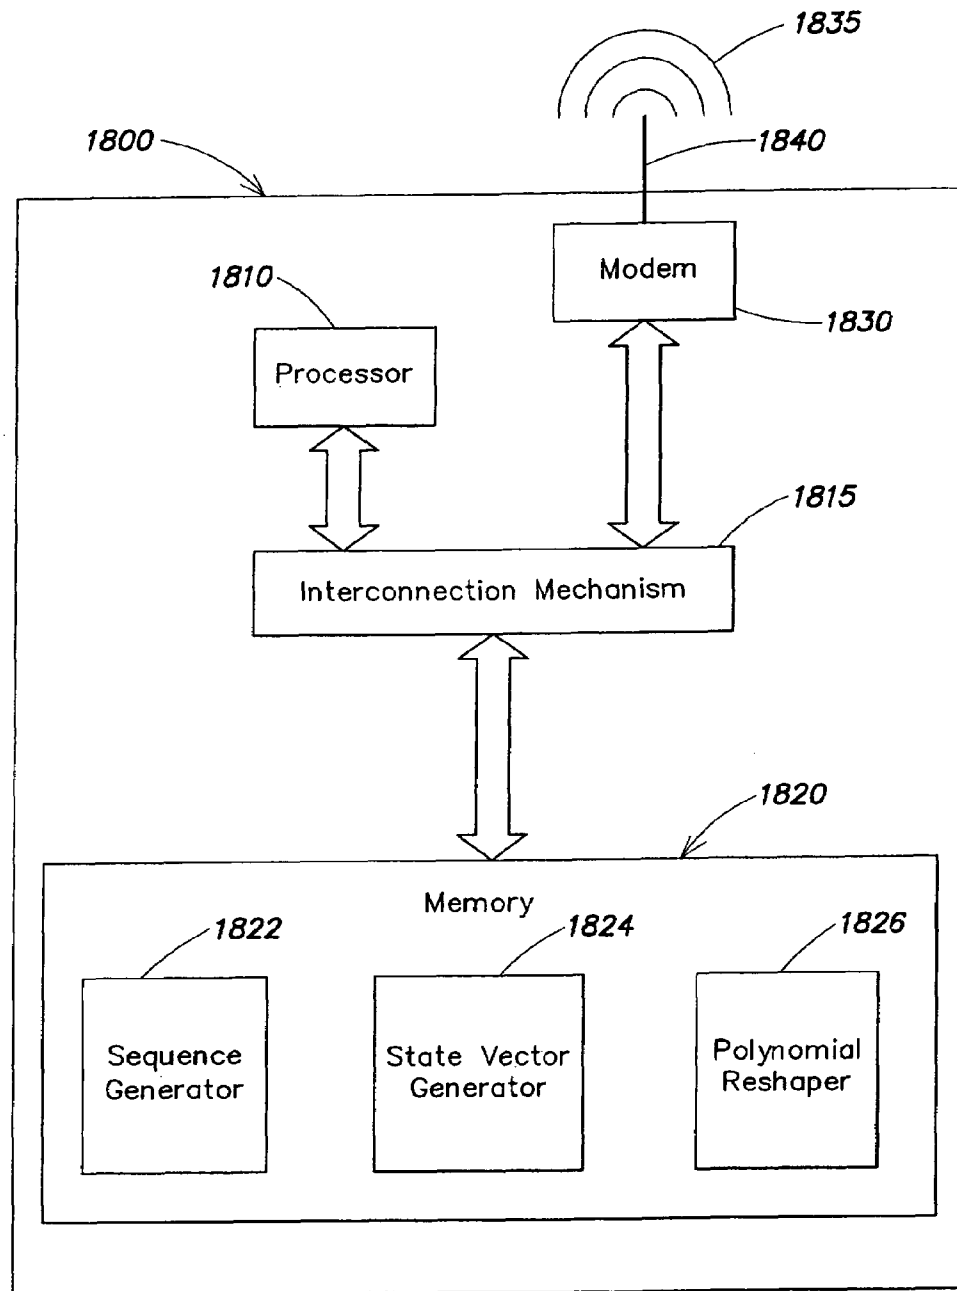 1835
1800
1840
Modem
1810
1830
Processor
1815
Interconnection Mechanism
1820
Memory
1822
1824
1826
Sequence
Generator
State Vector
Generator
Polynomial
Reshaper